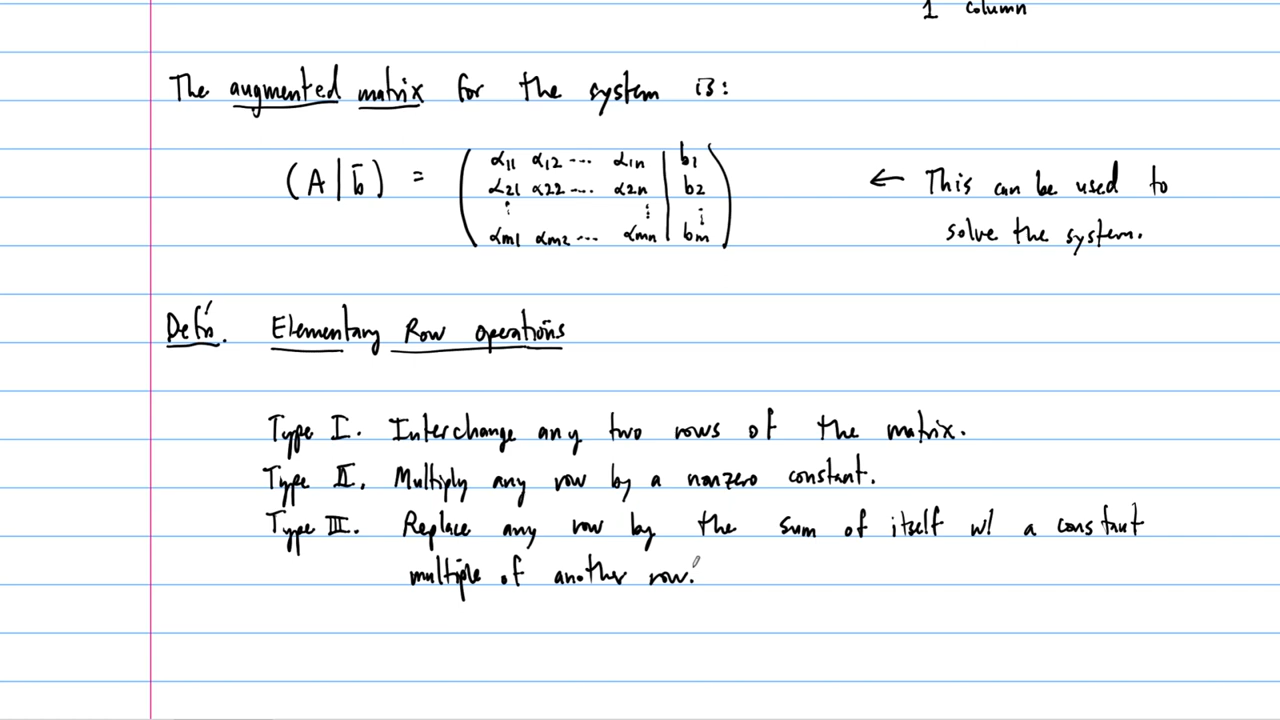 1 column
The augmented matrix for the system is:
(A | b̄) = ( α11 α12 ... α1n | b1 )
α21 α22 ... α2n | b2
⋮ ⋮ ⋮
αm1 αm2 ... αmn | bm
← This can be used to
solve the system.
Def'n. Elementary Row operations
Type I. Interchange any two rows of the matrix.
Type II. Multiply any row by a nonzero constant.
Type III. Replace any row by the sum of itself w/ a constant
multiple of another row.